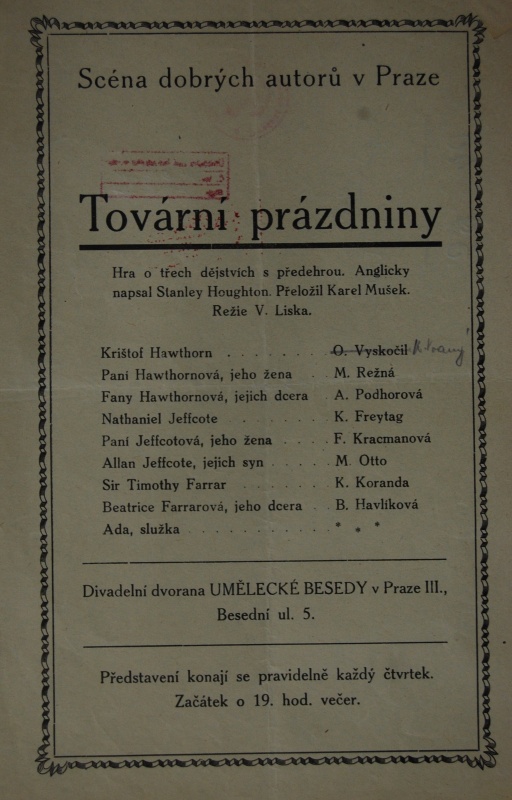 Scéna dobrých autorů v Praze
Tovární prázdniny
Hra o třech dějstvích s předehrou. Anglicky
napsal Stanley Houghton. Přeložil Karel Mušek.
Režie V. Liska.
Krištof Hawthorn . . . . . . . O. Vyskočil
Paní Hawthornová, jeho žena . M. Režná
Fany Hawthornová, jejich dcera . A. Podhorová
Nathaniel Jeffcote . . . . . . K. Freytag
Paní Jeffcotová, jeho žena . . . . F. Kracmanová
Allan Jeffcote, jejich syn . . . . . M. Otto
Sir Timothy Farrar . . . . . . K. Koranda
Beatrice Farrarová, jeho dcera . . B. Havlíková
Ada, služka . . . . . . . . . * * *
Divadelní dvorana UMĚLECKÉ BESEDY v Praze III.,
Besední ul. 5.
Představení konají se pravidelně každý čtvrtek.
Začátek o 19. hod. večer.